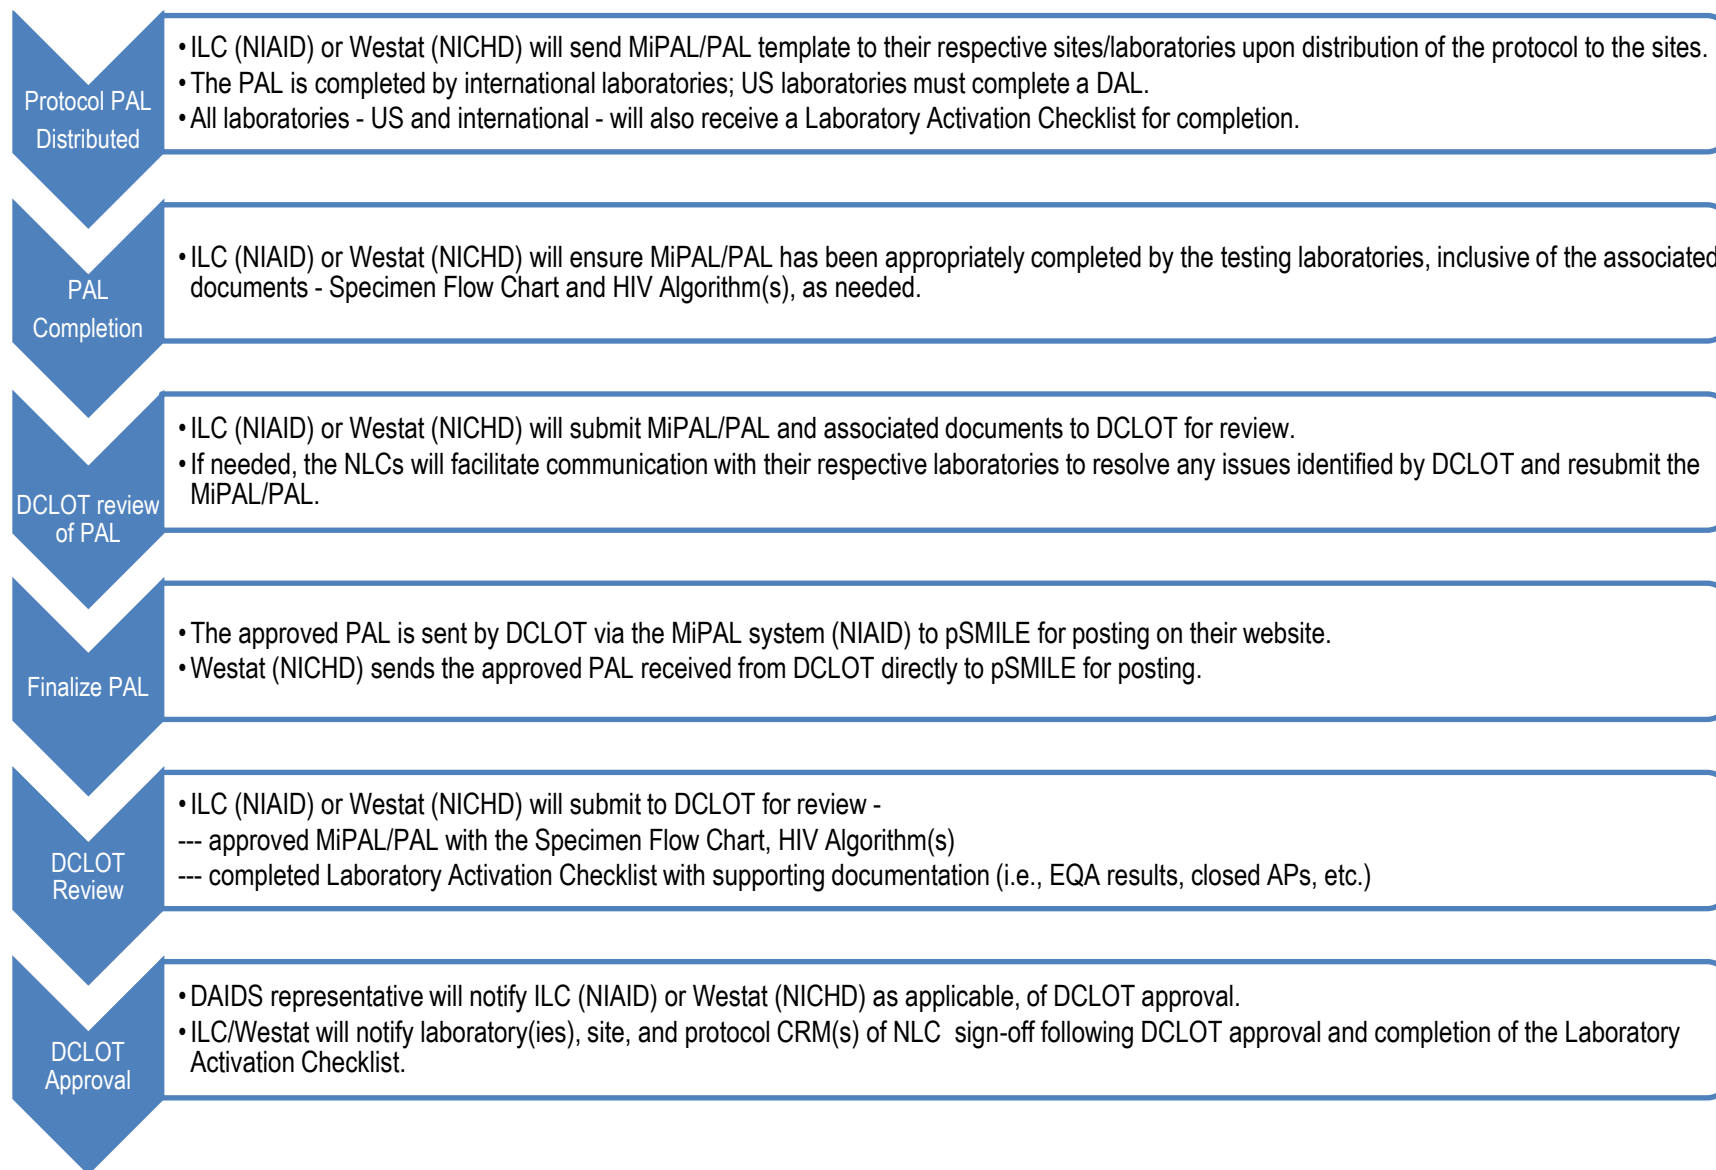 Protocol PAL
Distributed
• ILC (NIAID) or Westat (NICHD) will send MiPAL/PAL template to their respective sites/laboratories upon distribution of the protocol to the sites.
• The PAL is completed by international laboratories; US laboratories must complete a DAL.
• All laboratories - US and international - will also receive a Laboratory Activation Checklist for completion.
PAL
Completion
• ILC (NIAID) or Westat (NICHD) will ensure MiPAL/PAL has been appropriately completed by the testing laboratories, inclusive of the associated
documents - Specimen Flow Chart and HIV Algorithm(s), as needed.
DCLOT review
of PAL
• ILC (NIAID) or Westat (NICHD) will submit MiPAL/PAL and associated documents to DCLOT for review.
• If needed, the NLCs will facilitate communication with their respective laboratories to resolve any issues identified by DCLOT and resubmit the
MiPAL/PAL.
Finalize PAL
• The approved PAL is sent by DCLOT via the MiPAL system (NIAID) to pSMILE for posting on their website.
• Westat (NICHD) sends the approved PAL received from DCLOT directly to pSMILE for posting.
DCLOT
Review
• ILC (NIAID) or Westat (NICHD) will submit to DCLOT for review -
--- approved MiPAL/PAL with the Specimen Flow Chart, HIV Algorithm(s)
--- completed Laboratory Activation Checklist with supporting documentation (i.e., EQA results, closed APs, etc.)
DCLOT
Approval
• DAIDS representative will notify ILC (NIAID) or Westat (NICHD) as applicable, of DCLOT approval.
• ILC/Westat will notify laboratory(ies), site, and protocol CRM(s) of NLC  sign-off following DCLOT approval and completion of the Laboratory
Activation Checklist.